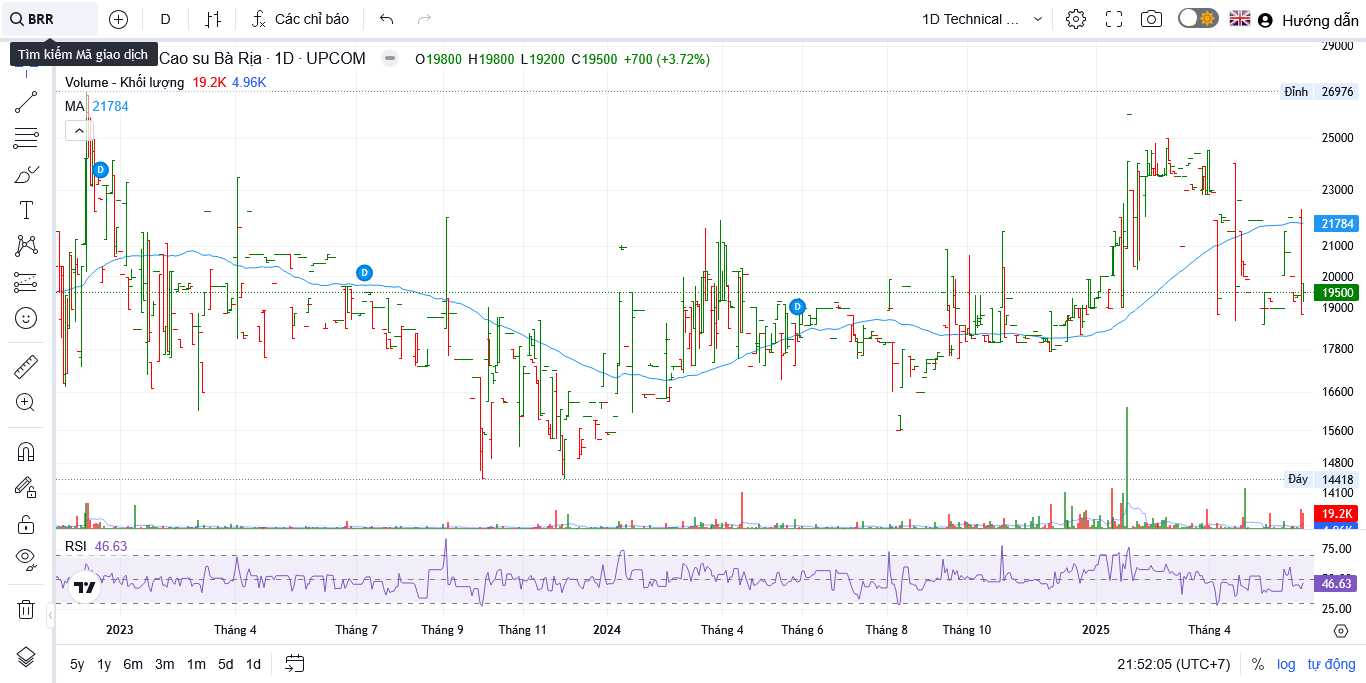 BRR D Các chỉ báo 1D Technical ... Hướng dẫn
Tìm kiếm Mã giao dịch
Cao su Bà Rịa · 1D · UPCOM O19800 H19800 L19200 C19500 +700 (+3.72%)
Volume - Khối lượng 19.2K 4.96K
MA 21784
29000
Đỉnh 26976
25000
D
23000
21784
21000
D
20000
19500
D
19000
17800
16600
15600
14800
Đáy 14418
14100
19.2K
4.96K
RSI 46.63
75.00
46.63
25.00
2023 Tháng 4 Tháng 7 Tháng 9 Tháng 11 2024 Tháng 4 Tháng 6 Tháng 8 Tháng 10 2025 Tháng 4
5y 1y 6m 3m 1m 5d 1d 21:52:05 (UTC+7) % log tự động